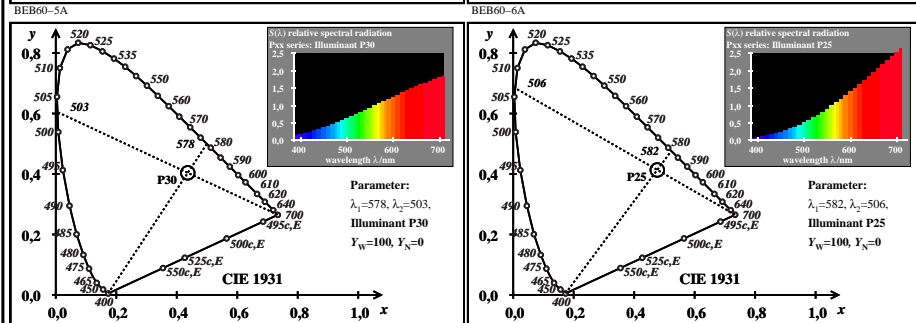 BEB60−5A
y
0,8
0,6
0,4
0,2
0,0
0,0 0,2 0,4 0,6 0,8 1,0 x
520
525
535
550
560
570
580
590
600
610
620
640
700
510
505
503
500
495
490
485
480
475
465
450
400
578
P30
495c,E
500c,E
525c,E
550c,E
CIE 1931
S(λ) relative spectral radiation
Pxx series: Illuminant P30
2,5
2,0
1,5
1,0
0,5
0,0
400 500 600 700
wavelength λ/nm
Parameter:
λ1=578, λ2=503,
Illuminant P30
YW=100, YN=0
BEB60−6A
y
0,8
0,6
0,4
0,2
0,0
0,0 0,2 0,4 0,6 0,8 1,0 x
520
525
535
550
560
570
580
590
600
610
620
640
700
510
506
505
500
495
490
485
480
475
465
450
400
582
P25
495c,E
500c,E
525c,E
550c,E
CIE 1931
S(λ) relative spectral radiation
Pxx series: Illuminant P25
2,5
2,0
1,5
1,0
0,5
0,0
400 500 600 700
wavelength λ/nm
Parameter:
λ1=582, λ2=506,
Illuminant P25
YW=100, YN=0